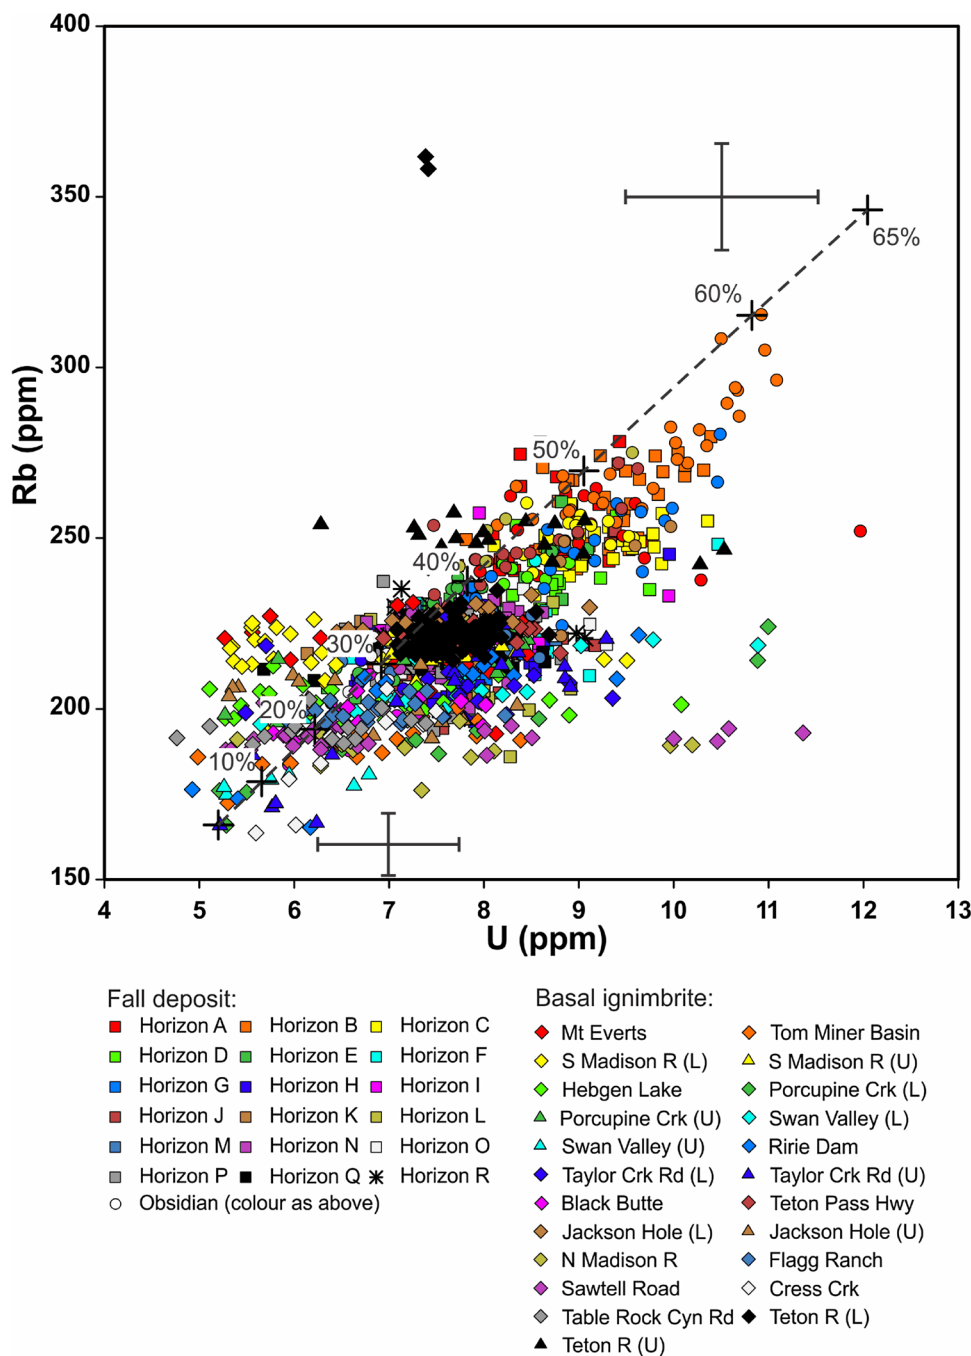 400
350
300
250
200
150
Rb (ppm)
65%
60%
50%
40%
30%
20%
10%
4 5 6 7 8 9 10 11 12 13
U (ppm)
Fall deposit:
Horizon A Horizon B Horizon C
Horizon D Horizon E Horizon F
Horizon G Horizon H Horizon I
Horizon J Horizon K Horizon L
Horizon M Horizon N Horizon O
Horizon P Horizon Q Horizon R
Obsidian (colour as above)
Basal ignimbrite:
Mt Everts Tom Miner Basin
S Madison R (L) S Madison R (U)
Hebgen Lake Porcupine Crk (L)
Porcupine Crk (U) Swan Valley (L)
Swan Valley (U) Ririe Dam
Taylor Crk Rd (L) Taylor Crk Rd (U)
Black Butte Teton Pass Hwy
Jackson Hole (L) Jackson Hole (U)
N Madison R Flagg Ranch
Sawtell Road Cress Crk
Table Rock Cyn Rd Teton R (L)
Teton R (U)